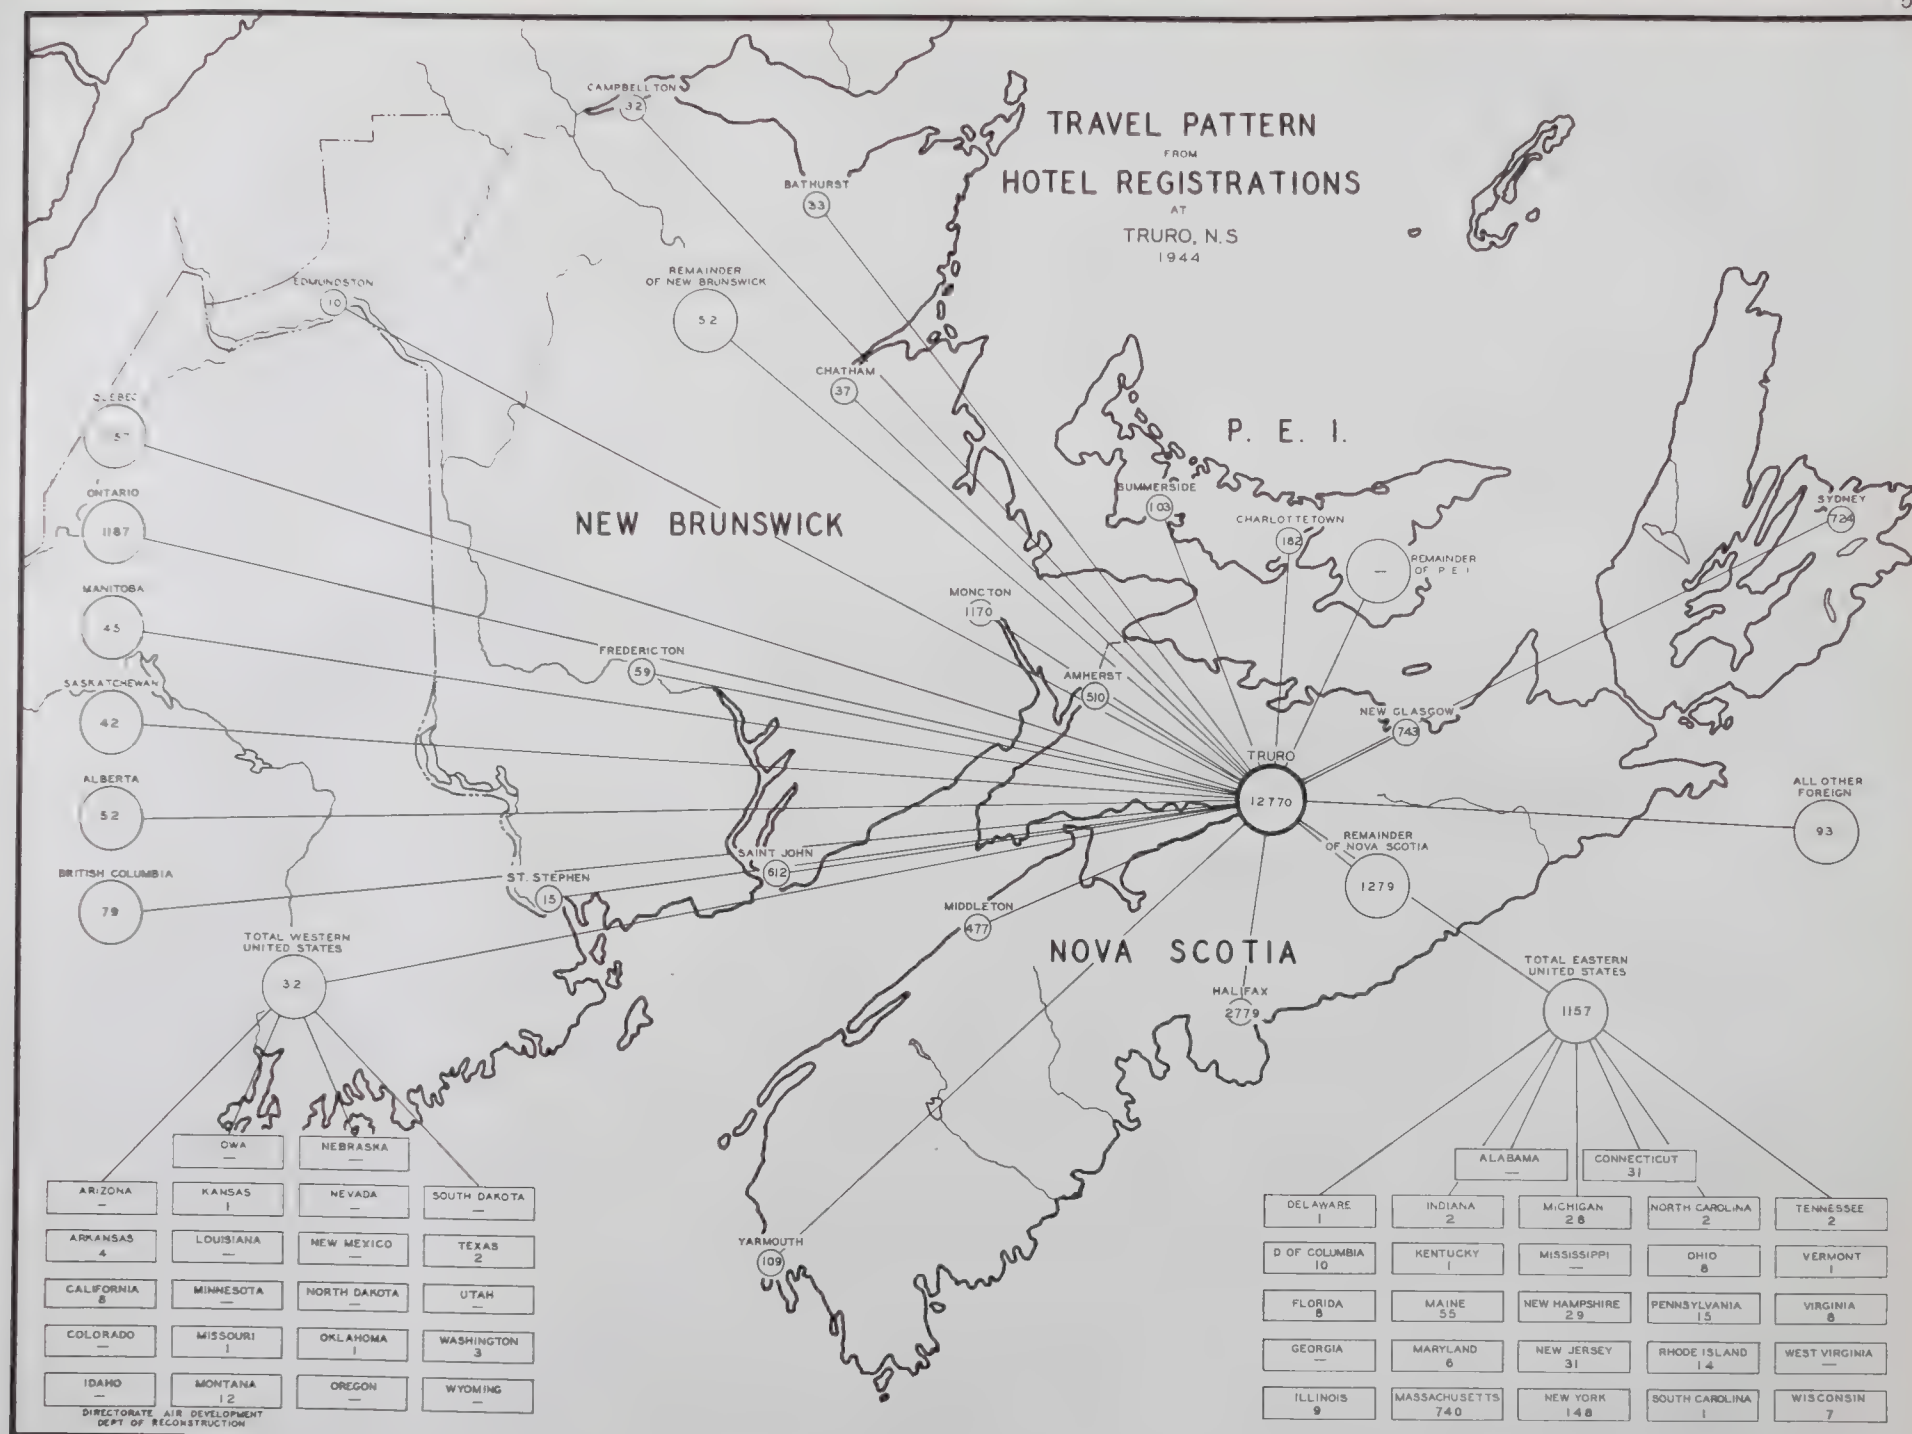 TRAVEL PATTERN
FROM
HOTEL REGISTRATIONS
AT
TRURO, N.S
1944
CAMPBELLTON
32
BATHURST
33
REMAINDER
OF NEW BRUNSWICK
52
EDMUNDSTON
10
CHATHAM
37
QUEBEC
ONTARIO
1187
MANITOBA
45
SASKATCHEWAN
42
ALBERTA
52
BRITISH COLUMBIA
79
NEW BRUNSWICK
P. E. I.
SUMMERSIDE
103
CHARLOTTETOWN
182
REMAINDER
OF P E I
—
SYDNEY
724
MONCTON
1170
FREDERICTON
59
AMHERST
510
NEW GLASGOW
743
TRURO
12770
ALL OTHER
FOREIGN
93
REMAINDER
OF NOVA SCOTIA
1279
SAINT JOHN
612
ST. STEPHEN
15
MIDDLETON
477
NOVA SCOTIA
HALIFAX
2779
YARMOUTH
109
TOTAL WESTERN
UNITED STATES
32
OWA
—
NEBRASKA
—
ARIZONA
—
KANSAS
1
NEVADA
—
SOUTH DAKOTA
—
ARKANSAS
4
LOUISIANA
—
NEW MEXICO
—
TEXAS
2
CALIFORNIA
8
MINNESOTA
—
NORTH DAKOTA
—
UTAH
—
COLORADO
—
MISSOURI
1
OKLAHOMA
1
WASHINGTON
3
IDAHO
—
MONTANA
12
OREGON
—
WYOMING
—
DIRECTORATE AIR DEVELOPMENT
DEPT OF RECONSTRUCTION
TOTAL EASTERN
UNITED STATES
1157
ALABAMA
—
CONNECTICUT
31
DELAWARE
1
INDIANA
2
MICHIGAN
28
NORTH CAROLINA
2
TENNESSEE
2
D OF COLUMBIA
10
KENTUCKY
1
MISSISSIPPI
—
OHIO
8
VERMONT
1
FLORIDA
8
MAINE
55
NEW HAMPSHIRE
29
PENNSYLVANIA
15
VIRGINIA
8
GEORGIA
—
MARYLAND
6
NEW JERSEY
31
RHODE ISLAND
14
WEST VIRGINIA
—
ILLINOIS
9
MASSACHUSETTS
740
NEW YORK
148
SOUTH CAROLINA
1
WISCONSIN
7